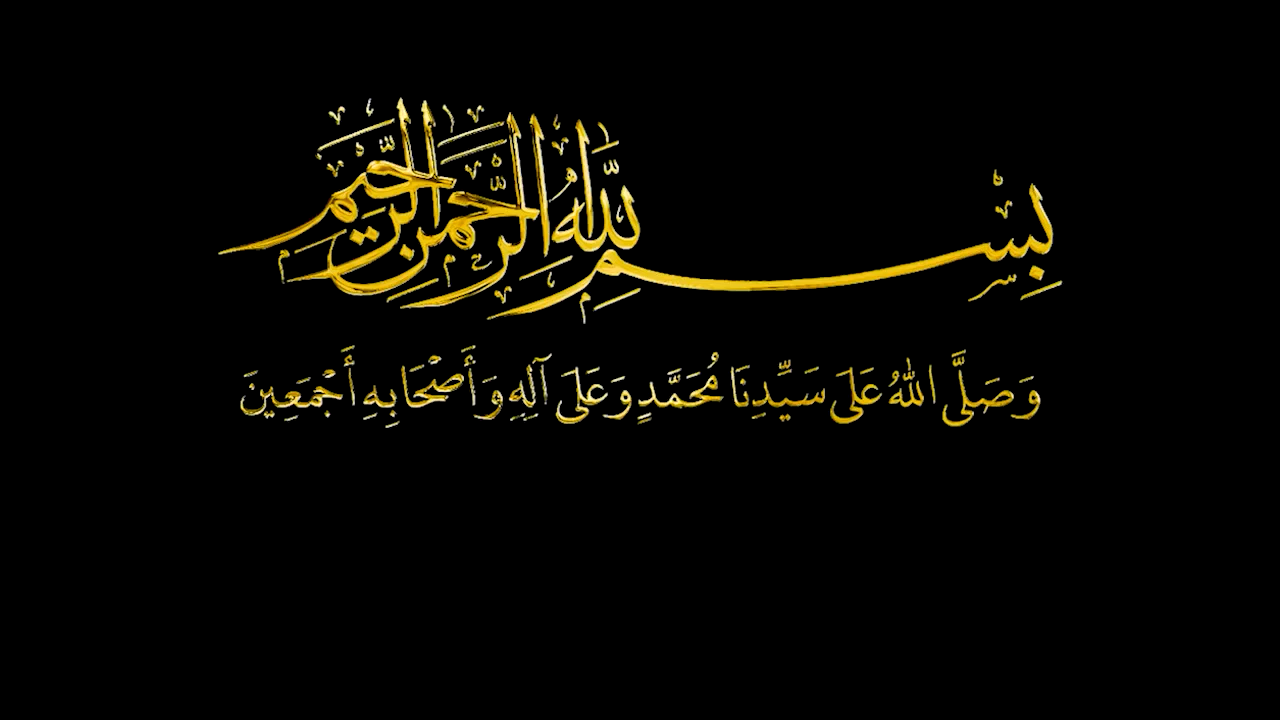 بسم الله الرحمن الرحيم
وَصَلَّى اللهُ عَلَى سَيِّدِنَا مُحَمَّدٍ وَعَلَى آلِهِ وَأَصْحَابِهِ أَجْمَعِينَ